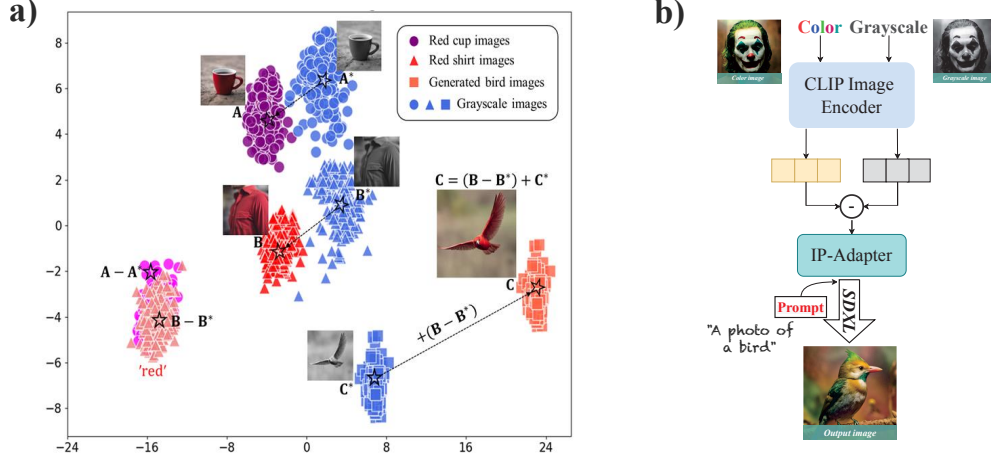 a)
Red cup images
Red shirt images
Generated bird images
Grayscale images
A
A*
B
B*
C = (B − B*) + C*
C
+(B − B*)
C*
A − A*
B − B*
'red'
8
6
4
2
0
−2
−4
−6
−8
−24
−16
−8
0
8
16
24
b)
Color Grayscale
Color image
Grayscale image
CLIP Image
Encoder
-
IP-Adapter
Prompt
SDXL
"A photo of
a bird"
Output image